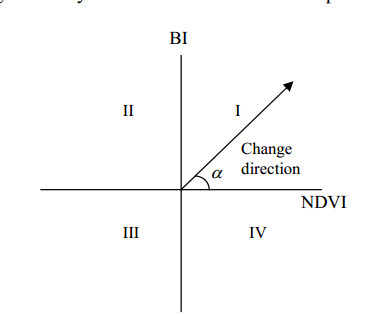 BI
II
I
Change
α direction
NDVI
III
IV